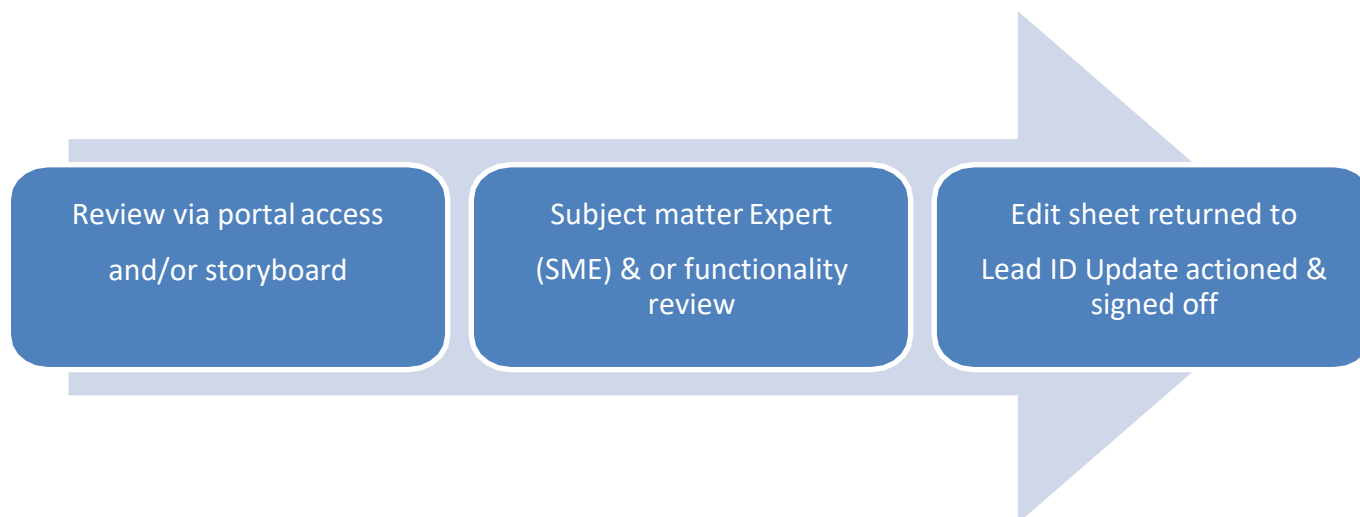 Review via portal access
and/or storyboard
Subject matter Expert
(SME) & or functionality
review
Edit sheet returned to
Lead ID Update actioned &
signed off